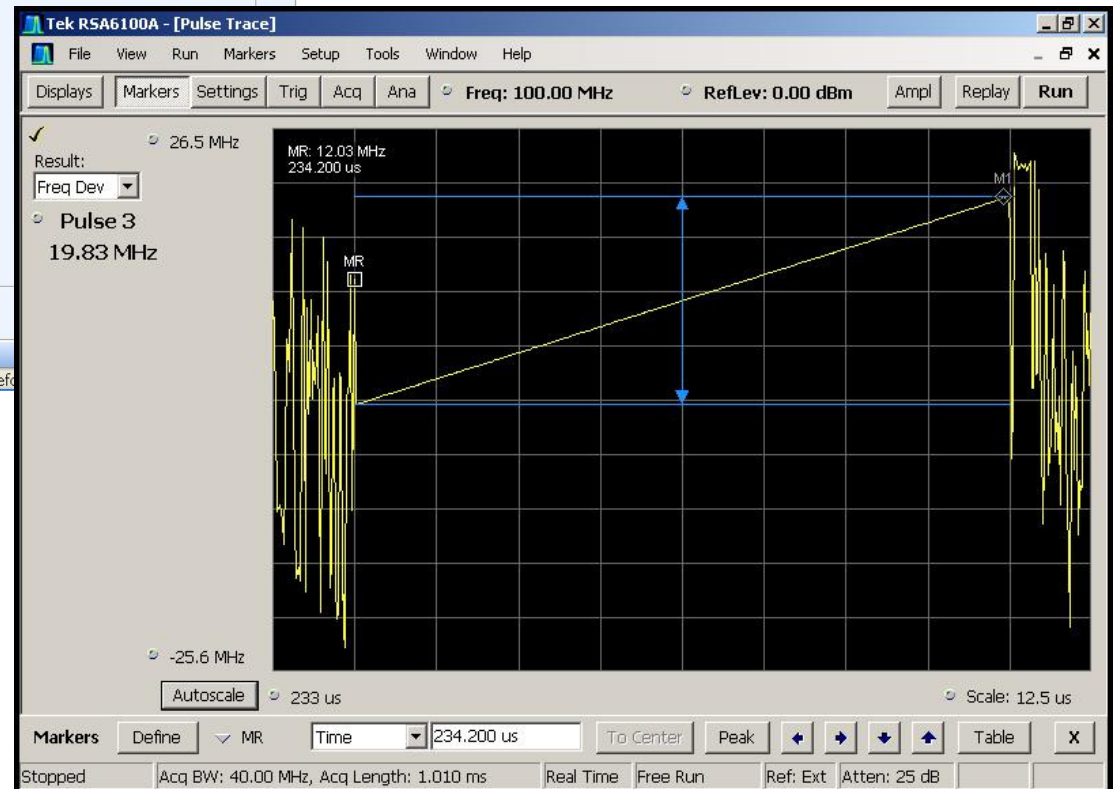 Tek RSA6100A - [Pulse Trace]
File View Run Markers Setup Tools Window Help
Displays Markers Settings Trig Acq Ana Freq: 100.00 MHz RefLev: 0.00 dBm Ampl Replay Run
26.5 MHz
Result:
Freq Dev
Pulse 3
19.83 MHz
MR: 12.03 MHz
234.200 us
M1
MR
-25.6 MHz
Autoscale 233 us Scale: 12.5 us
Markers Define MR Time 234.200 us To Center Peak Table X
Stopped Acq BW: 40.00 MHz, Acq Length: 1.010 ms Real Time Free Run Ref: Ext Atten: 25 dB